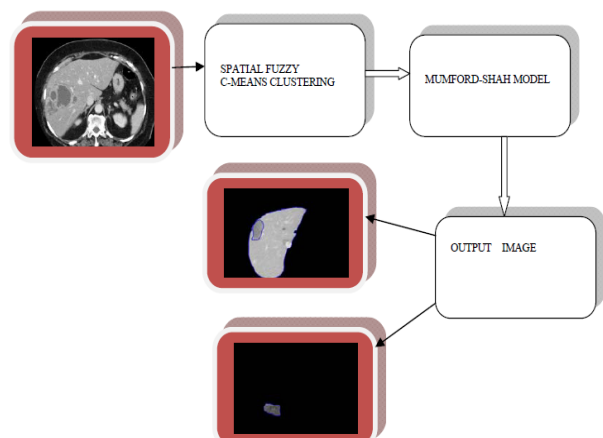 SPATIAL FUZZY
C-MEANS CLUSTERING
MUMFORD-SHAH MODEL
OUTPUT IMAGE